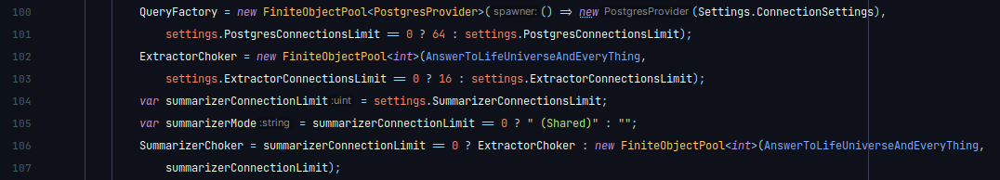 100 QueryFactory = new FiniteObjectPool<PostgresProvider>( spawner: () => new PostgresProvider (Settings.ConnectionSettings),
101 settings.PostgresConnectionsLimit == 0 ? 64 : settings.PostgresConnectionsLimit);
102 ExtractorChoker = new FiniteObjectPool<int>(AnswerToLifeUniverseAndEveryThing,
103 settings.ExtractorConnectionsLimit == 0 ? 16 : settings.ExtractorConnectionsLimit);
104 var summarizerConnectionLimit :uint = settings.SummarizerConnectionsLimit;
105 var summarizerMode :string = summarizerConnectionLimit == 0 ? " (Shared)" : "";
106 SummarizerChoker = summarizerConnectionLimit == 0 ? ExtractorChoker : new FiniteObjectPool<int>(AnswerToLifeUniverseAndEveryThing,
107 summarizerConnectionLimit);